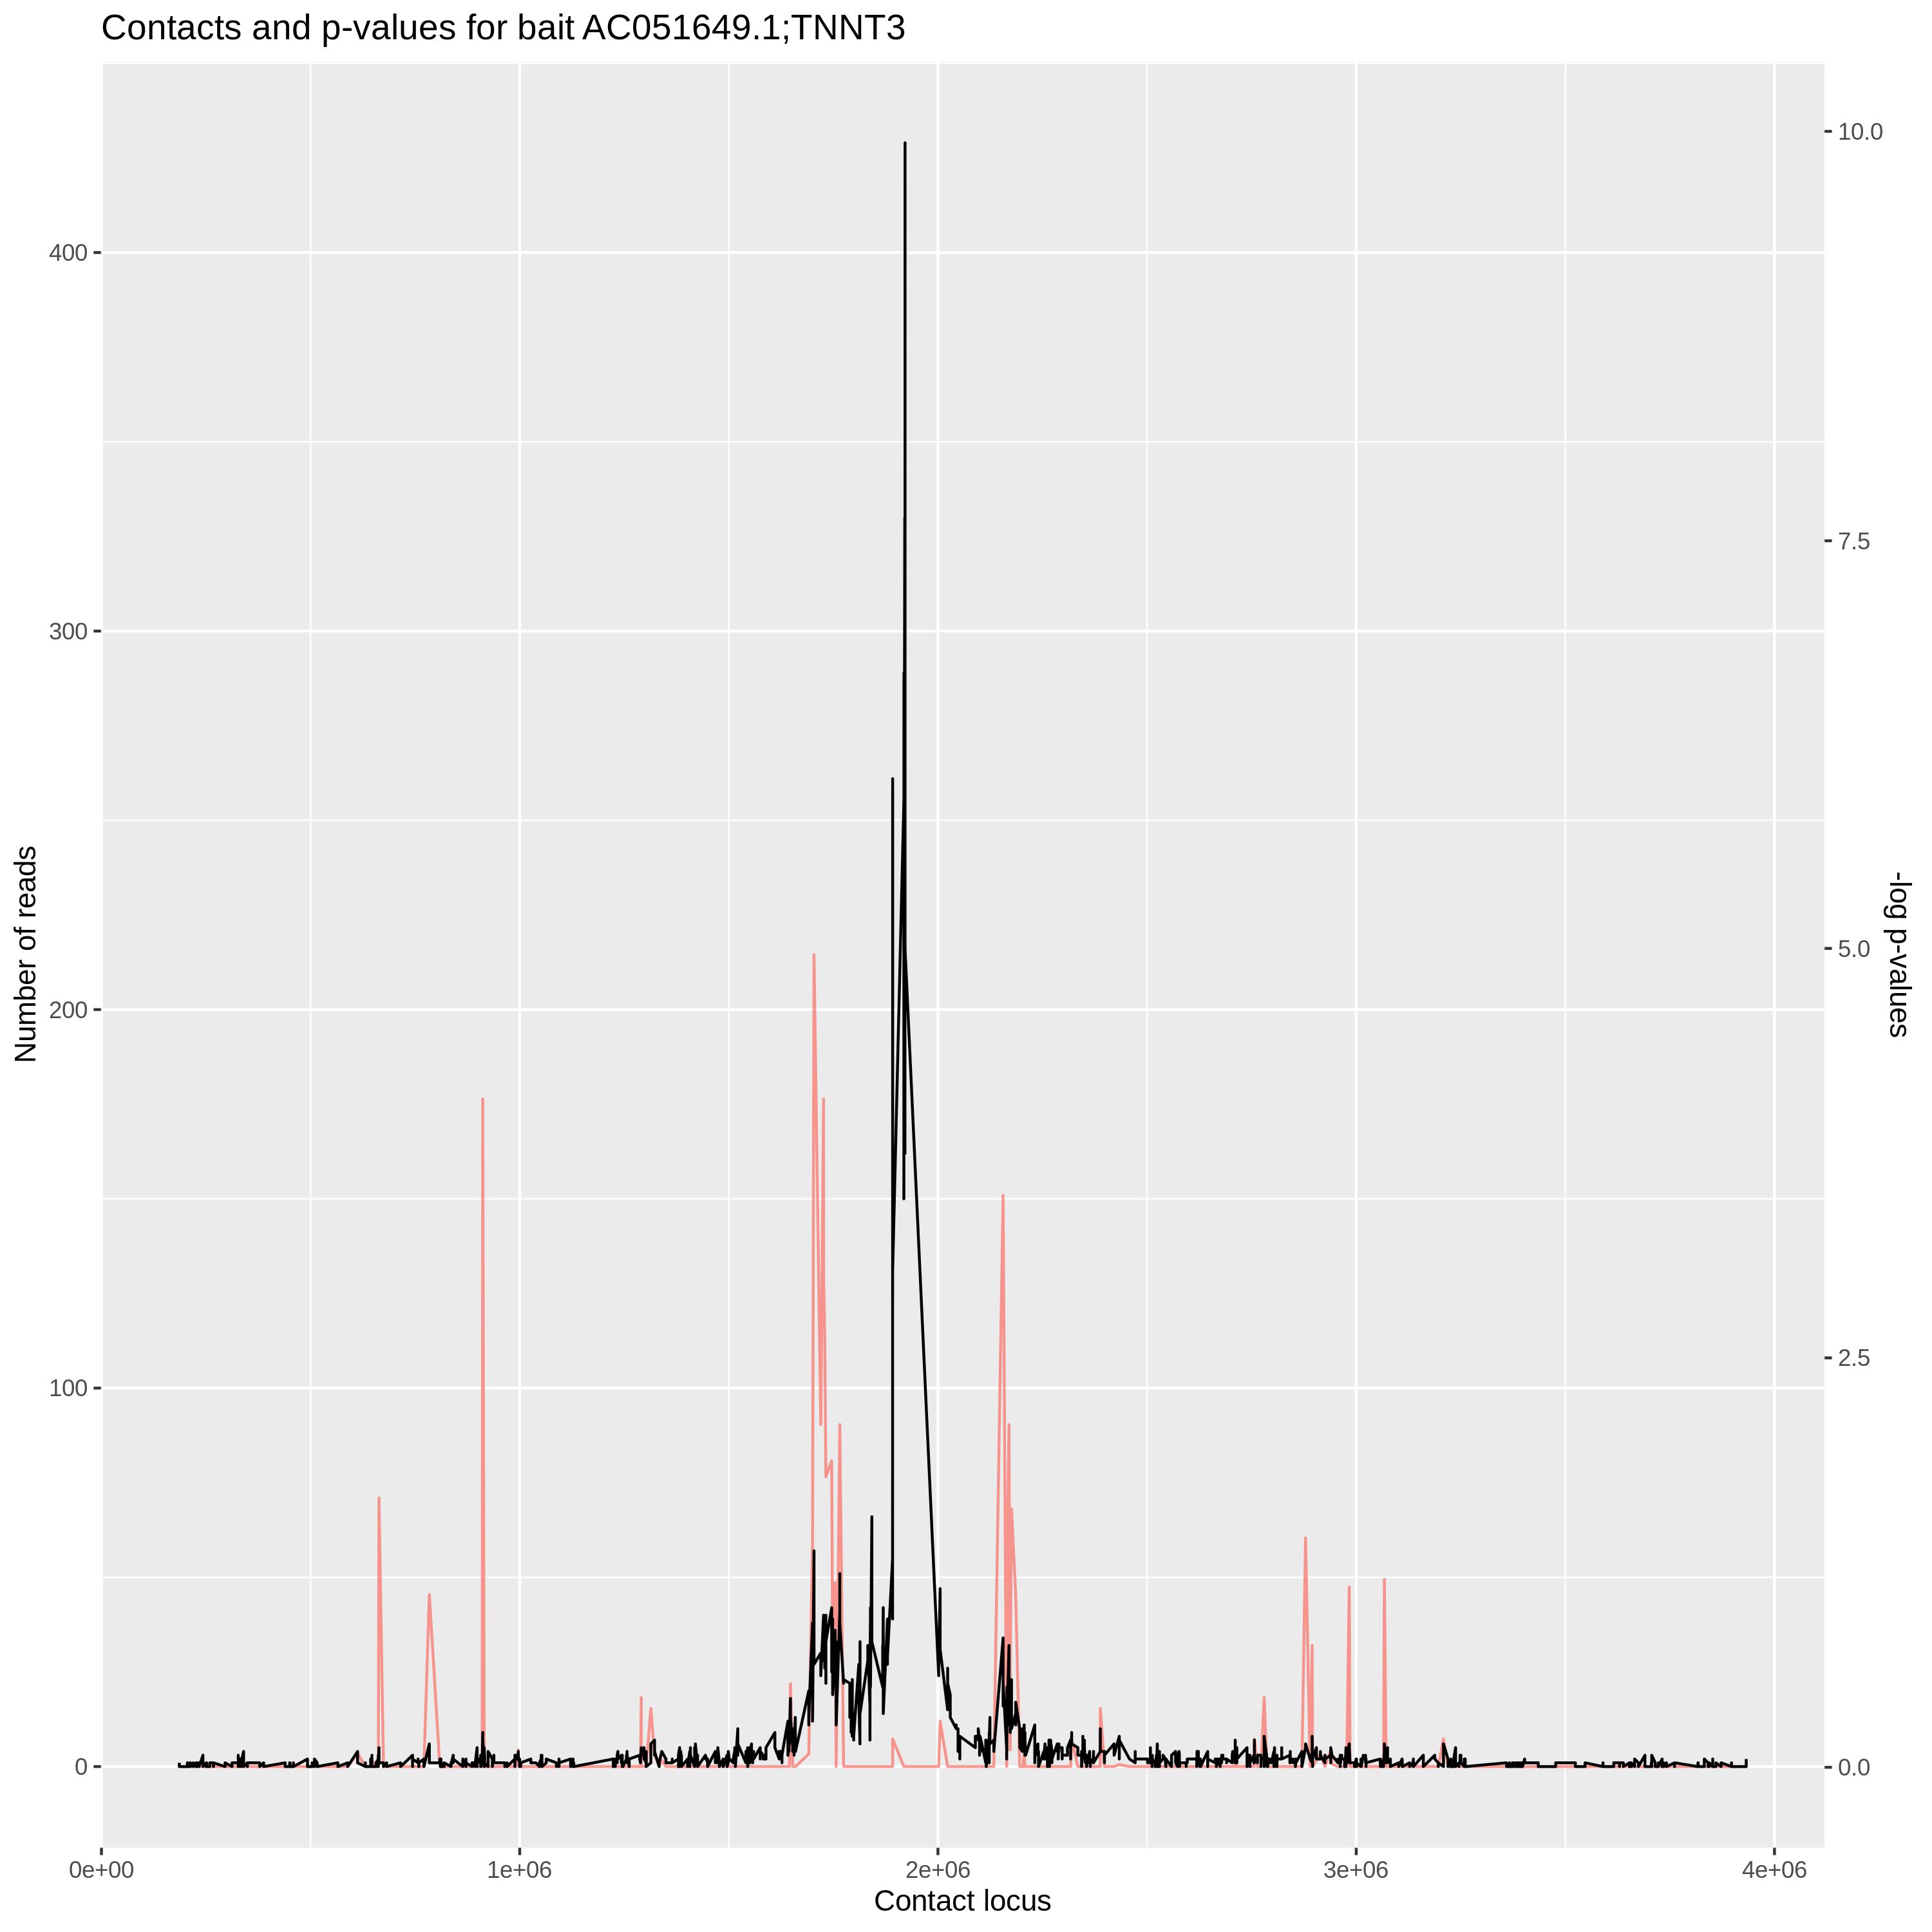 Contacts and p-values for bait AC051649.1;TNNT3
Number of reads
400
300
200
100
0
10.0
7.5
5.0
2.5
0.0
-log p-values
0e+00
1e+06
2e+06
3e+06
4e+06
Contact locus